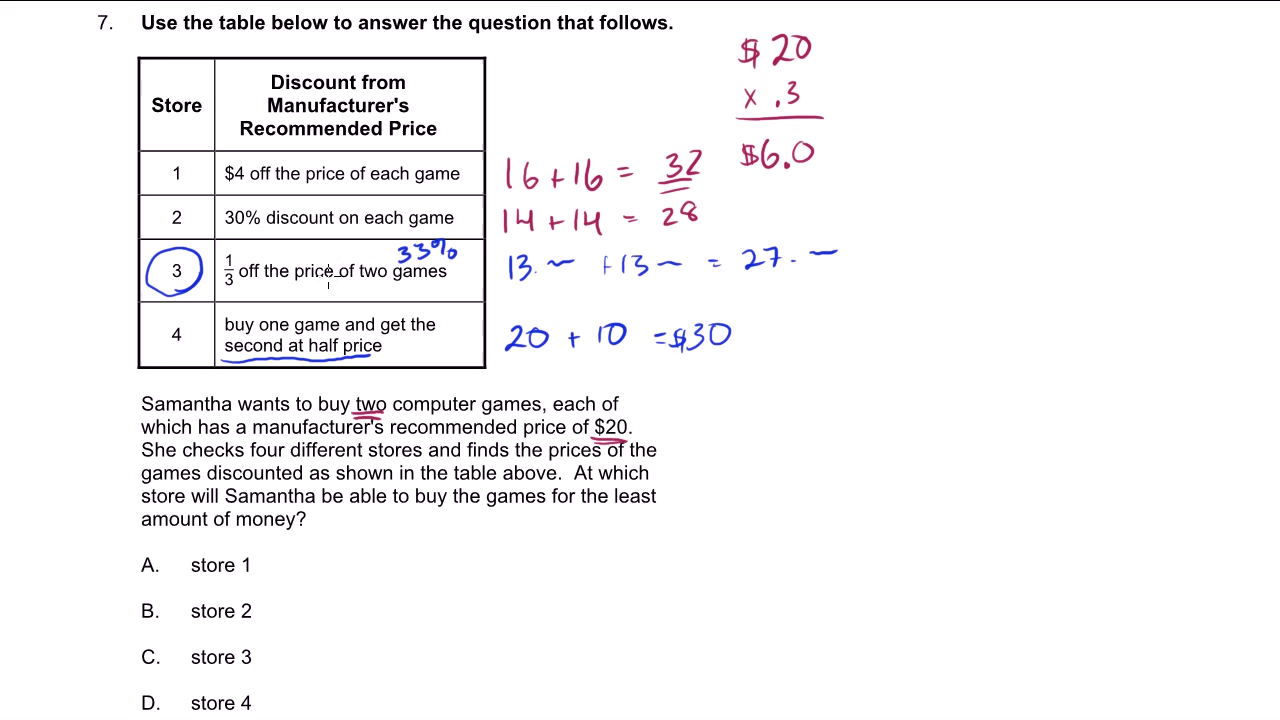 7. Use the table below to answer the question that follows.
$ 20
x .3
$6.0
Store
Discount from
Manufacturer's
Recommended Price
1 $4 off the price of each game 16 + 16 = 32
2 30% discount on each game 14 + 14 = 28
33%
3 1/3 off the price of two games 13. ~ +13 ~ = 27. ~
4 buy one game and get the
second at half price 20 + 10 = $30
Samantha wants to buy two computer games, each of
which has a manufacturer's recommended price of $20.
She checks four different stores and finds the prices of the
games discounted as shown in the table above. At which
store will Samantha be able to buy the games for the least
amount of money?
A. store 1
B. store 2
C. store 3
D. store 4